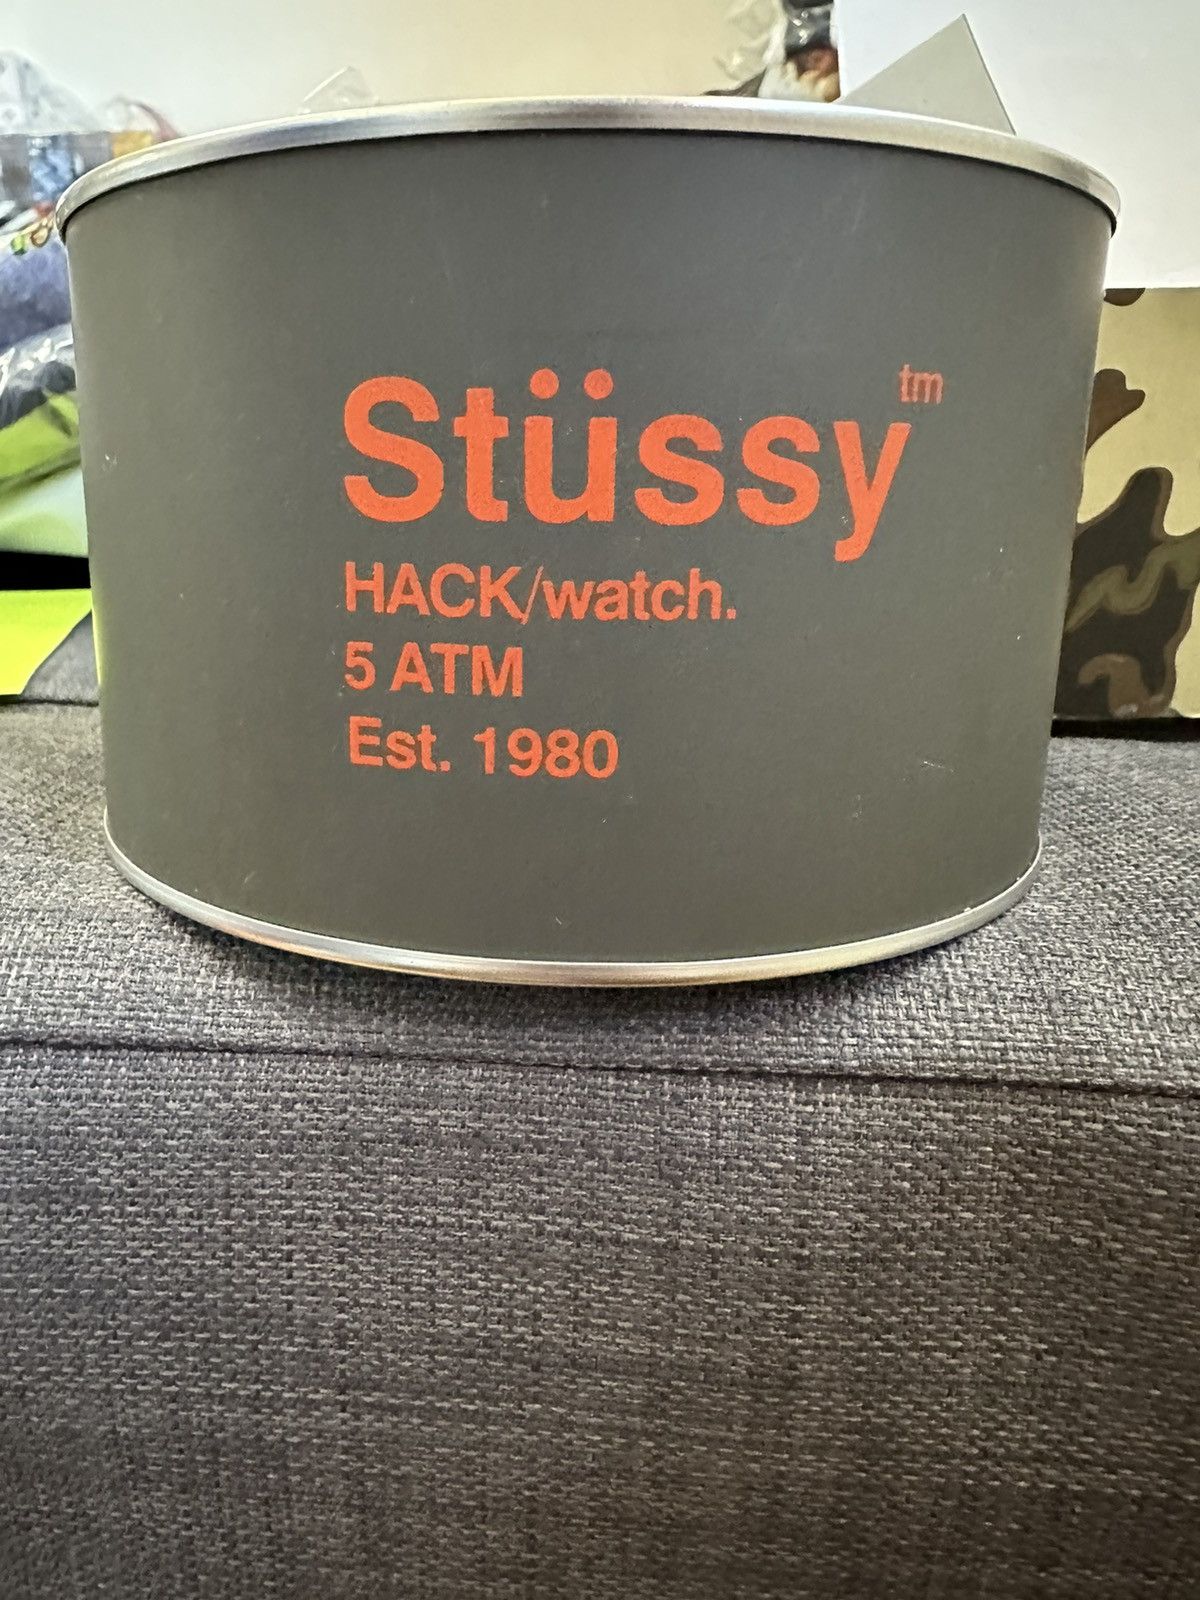 Stüssy tm
HACK/watch.
5 ATM
Est. 1980